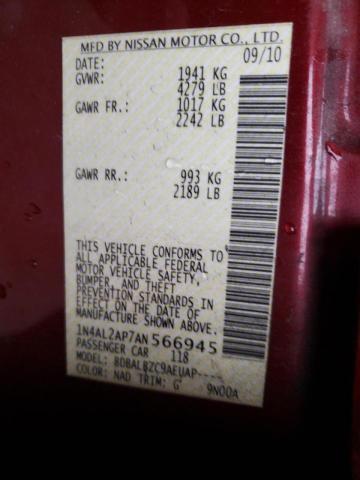 MFD BY NISSAN MOTOR CO., LTD.
DATE: 09/10
GVWR: 1941 KG
4279 LB
GAWR FR.: 1017 KG
2242 LB
GAWR RR.: 993 KG
2189 LB
THIS VEHICLE CONFORMS TO
ALL APPLICABLE FEDERAL
MOTOR VEHICLE SAFETY,
BUMPER, AND THEFT
PREVENTION STANDARDS IN
EFFECT ON THE DATE OF
MANUFACTURE SHOWN ABOVE.
1N4AL2AP7AN566945
PASSENGER CAR 118
MODEL: BDBALBZC9AEUAP----
COLOR: NAD TRIM: G 9N00A